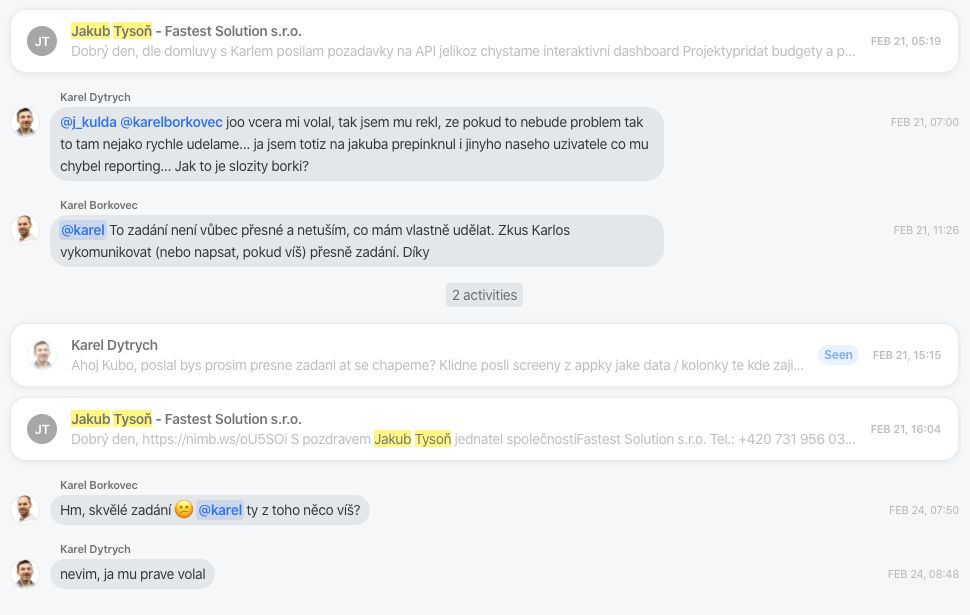 JT
Jakub Tysoň - Fastest Solution s.r.o.
Dobrý den, dle domluvy s Karlem posilam pozadavky na API jelikoz chystame interaktivni dashboard Projektypridat budgety a p...
FEB 21, 05:19
Karel Dytrych
@j_kulda @karelborkovec joo vcera mi volal, tak jsem mu rekl, ze pokud to nebude problem tak
to tam nejako rychle udelame... ja jsem totiz na jakuba prepinknul i jinyho naseho uzivatele co mu
chybel reporting... Jak to je slozity borki?
FEB 21, 07:00
Karel Borkovec
@karel To zadání není vůbec přesné a netuším, co mám vlastně udělat. Zkus Karlos
vykomunikovat (nebo napsat, pokud víš) přesně zadání. Díky
FEB 21, 11:26
2 activities
Karel Dytrych
Ahoj Kubo, poslal bys prosim presne zadani at se chapeme? Klidne posli screeny z appky jake data / kolonky te kde zaji...
Seen
FEB 21, 15:15
JT
Jakub Tysoň - Fastest Solution s.r.o.
Dobrý den, https://nimb.ws/oU5SOi S pozdravem Jakub Tysoň jednatel společnostiFastest Solution s.r.o. Tel.: +420 731 956 03...
FEB 21, 16:04
Karel Borkovec
Hm, skvělé zadání 😕 @karel ty z toho něco víš?
FEB 24, 07:50
Karel Dytrych
nevim, ja mu prave volal
FEB 24, 08:48